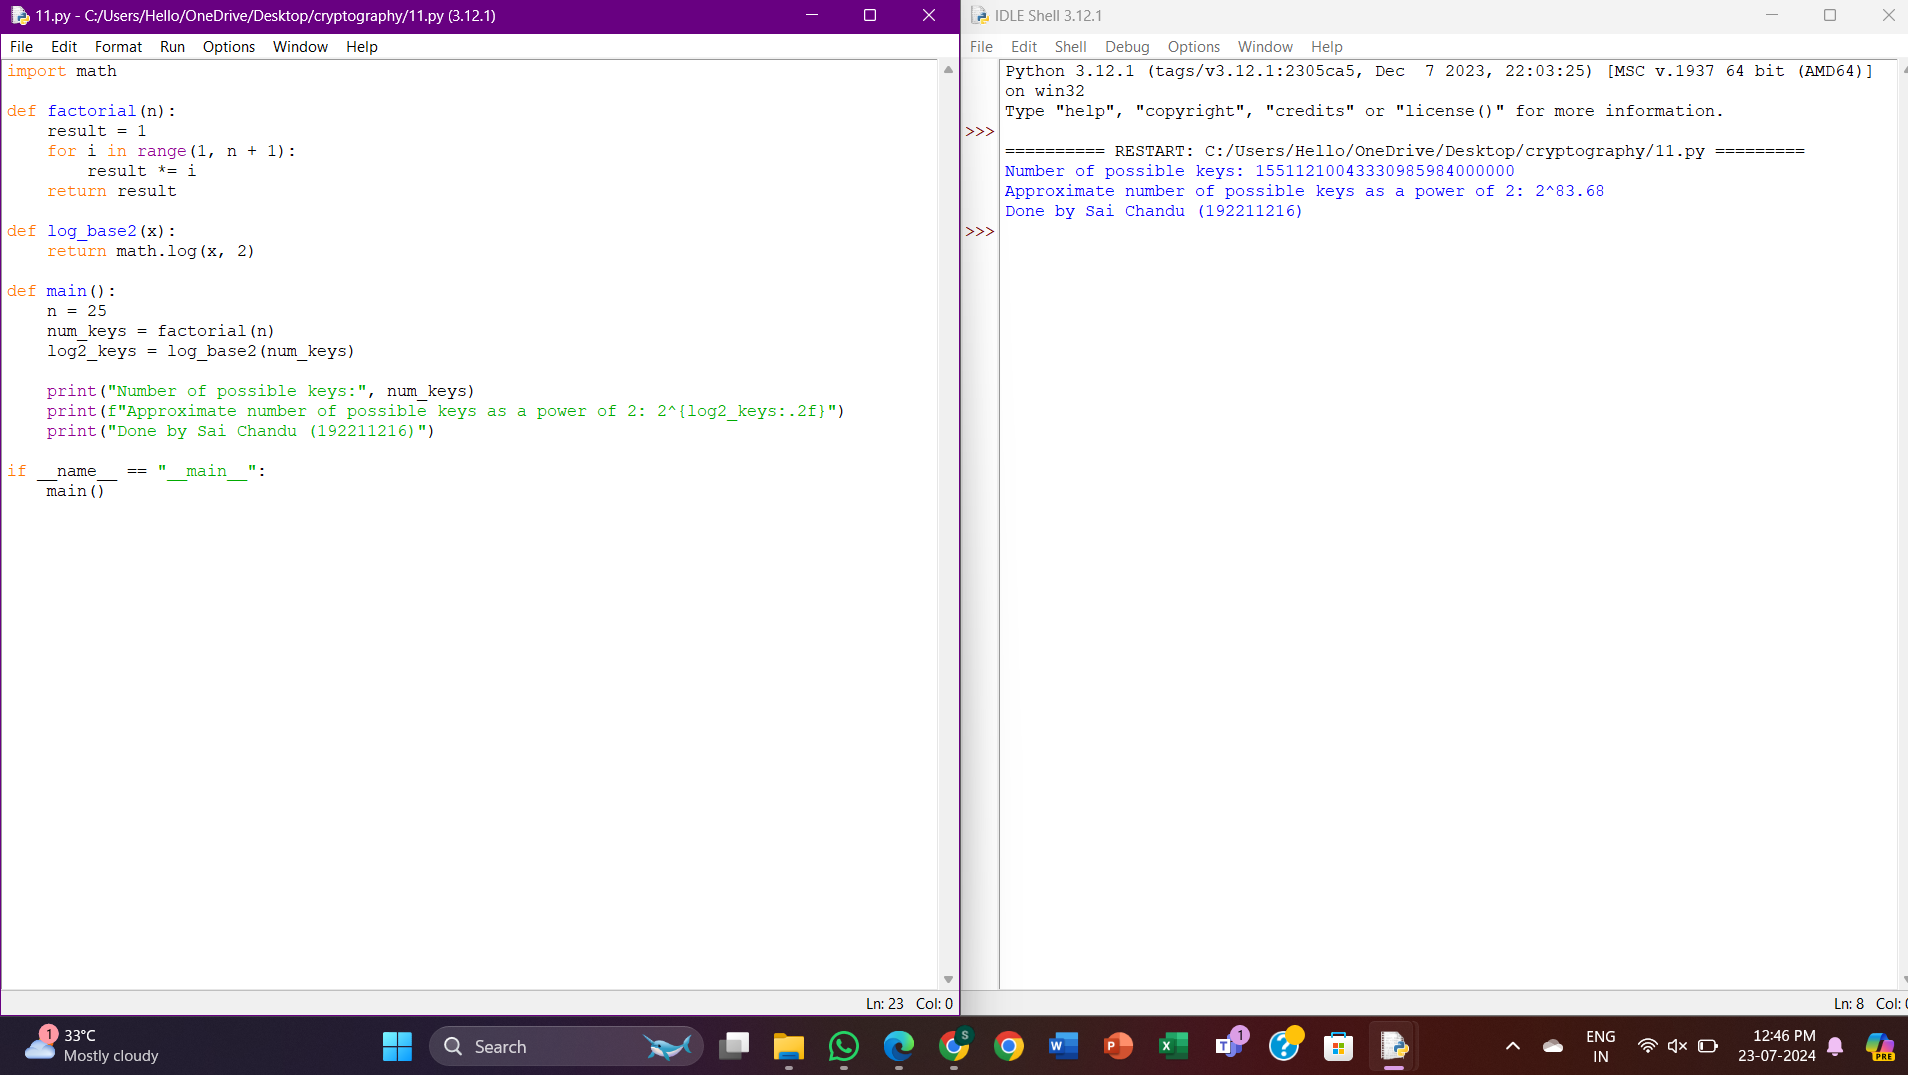 11.py - C:/Users/Hello/OneDrive/Desktop/cryptography/11.py (3.12.1)
File Edit Format Run Options Window Help
import math

def factorial(n):
    result = 1
    for i in range(1, n + 1):
        result *= i
    return result

def log_base2(x):
    return math.log(x, 2)

def main():
    n = 25
    num_keys = factorial(n)
    log2_keys = log_base2(num_keys)

    print("Number of possible keys:", num_keys)
    print(f"Approximate number of possible keys as a power of 2: 2^{log2_keys:.2f}")
    print("Done by Sai Chandu (192211216)")

if __name__ == "__main__":
    main()
Ln: 23 Col: 0
IDLE Shell 3.12.1
File Edit Shell Debug Options Window Help
Python 3.12.1 (tags/v3.12.1:2305ca5, Dec  7 2023, 22:03:25) [MSC v.1937 64 bit (AMD64)]
on win32
Type "help", "copyright", "credits" or "license()" for more information.
>>>
========== RESTART: C:/Users/Hello/OneDrive/Desktop/cryptography/11.py =========
Number of possible keys: 15511210043330985984000000
Approximate number of possible keys as a power of 2: 2^83.68
Done by Sai Chandu (192211216)
>>>
Ln: 8 Col: 0
1
33°C
Mostly cloudy
Search
S
W
P
X
T
1
?
ENG
IN
12:46 PM
23-07-2024
PRE